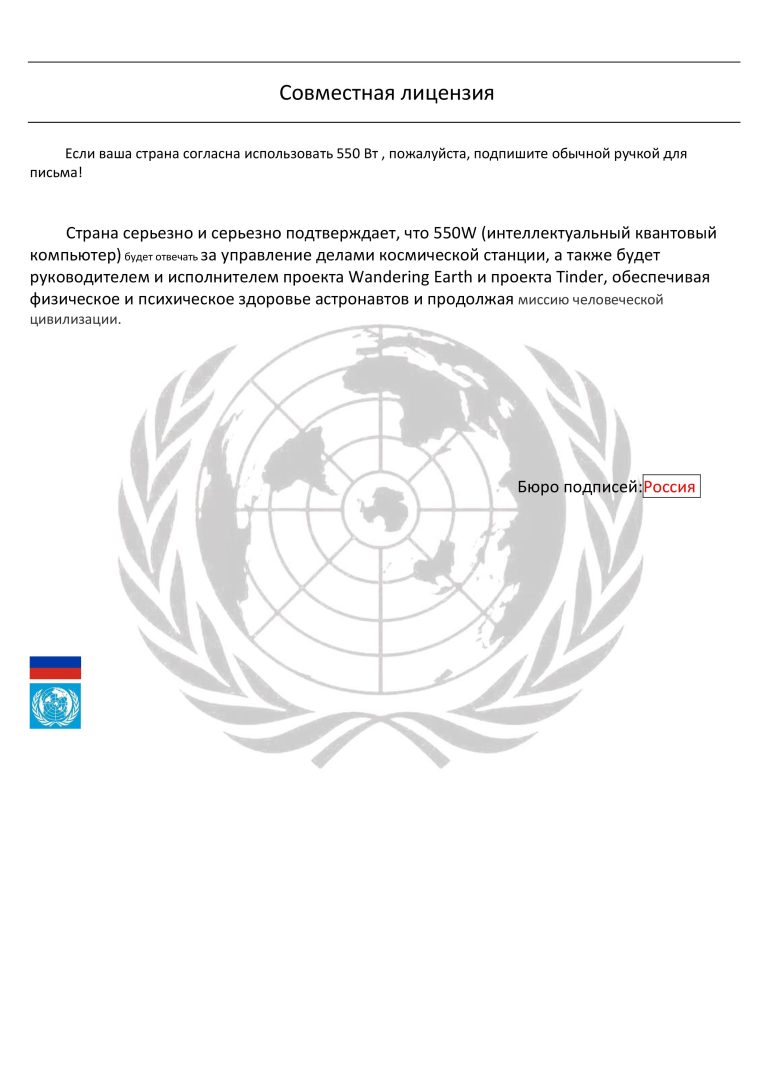 Совместная лицензия
Если ваша страна согласна использовать 550 Вт , пожалуйста, подпишите обычной ручкой для
письма!
Страна серьезно и серьезно подтверждает, что 550W (интеллектуальный квантовый
компьютер) будет отвечать за управление делами космической станции, а также будет
руководителем и исполнителем проекта Wandering Earth и проекта Tinder, обеспечивая
физическое и психическое здоровье астронавтов и продолжая миссию человеческой
цивилизации.
Бюро подписей:Россия